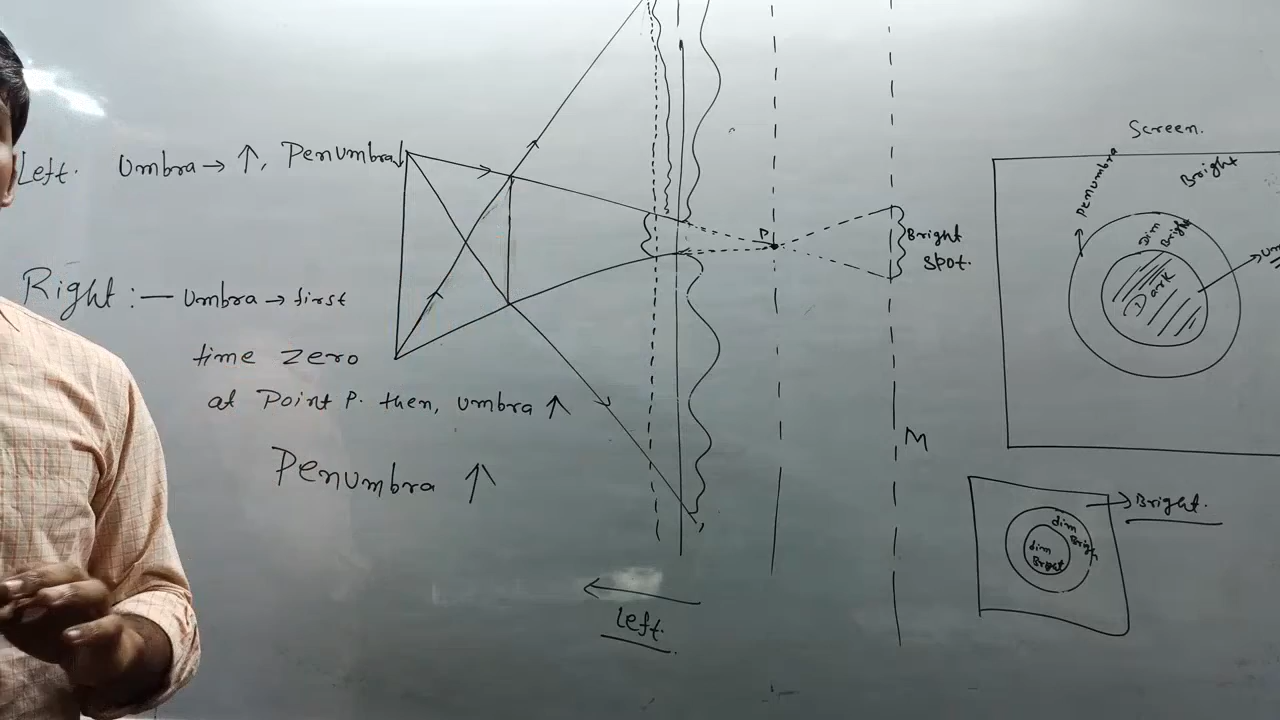 Left. Umbra → ↑, Penumbra ↓
Right :— Umbra → first
time zero
at Point P. then, Umbra ↑
Penumbra ↑
P
Bright
Spot.
M
Left.
Screen.
Penumbra
Bright
Dim
Bright
Dark
Bright.
dim
Bright
dim